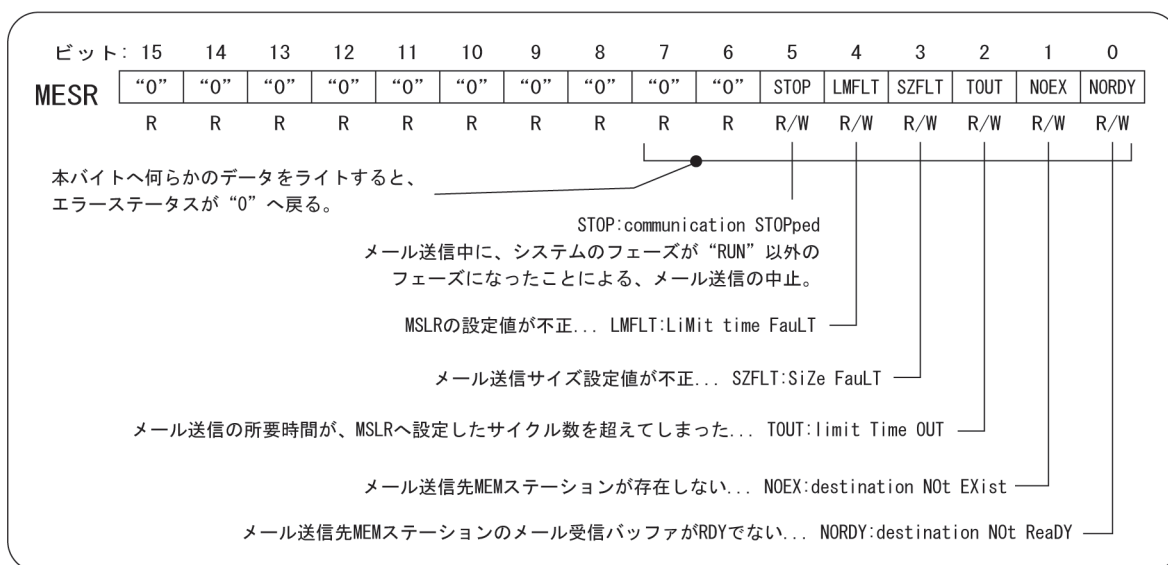 ビット: 15 14 13 12 11 10 9 8 7 6 5 4 3 2 1 0
MESR “0” “0” “0” “0” “0” “0” “0” “0” “0” “0” STOP LMFLT SZFLT TOUT NOEX NORDY
R R R R R R R R R R R/W R/W R/W R/W R/W R/W
本バイトへ何らかのデータをライトすると、
エラーステータスが “0” へ戻る。
STOP:communication STOPped
メール送信中に、システムのフェーズが “RUN” 以外の
フェーズになったことによる、メール送信の中止。
MSLRの設定値が不正... LMFLT:LiMit time FauLT
メール送信サイズ設定値が不正... SZFLT:SiZe FauLT
メール送信の所要時間が、MSLRへ設定したサイクル数を超えてしまった... TOUT:limit Time OUT
メール送信先MEMステーションが存在しない... NOEX:destination NOt EXist
メール送信先MEMステーションのメール受信バッファがRDYでない... NORDY:destination NOt ReaDY